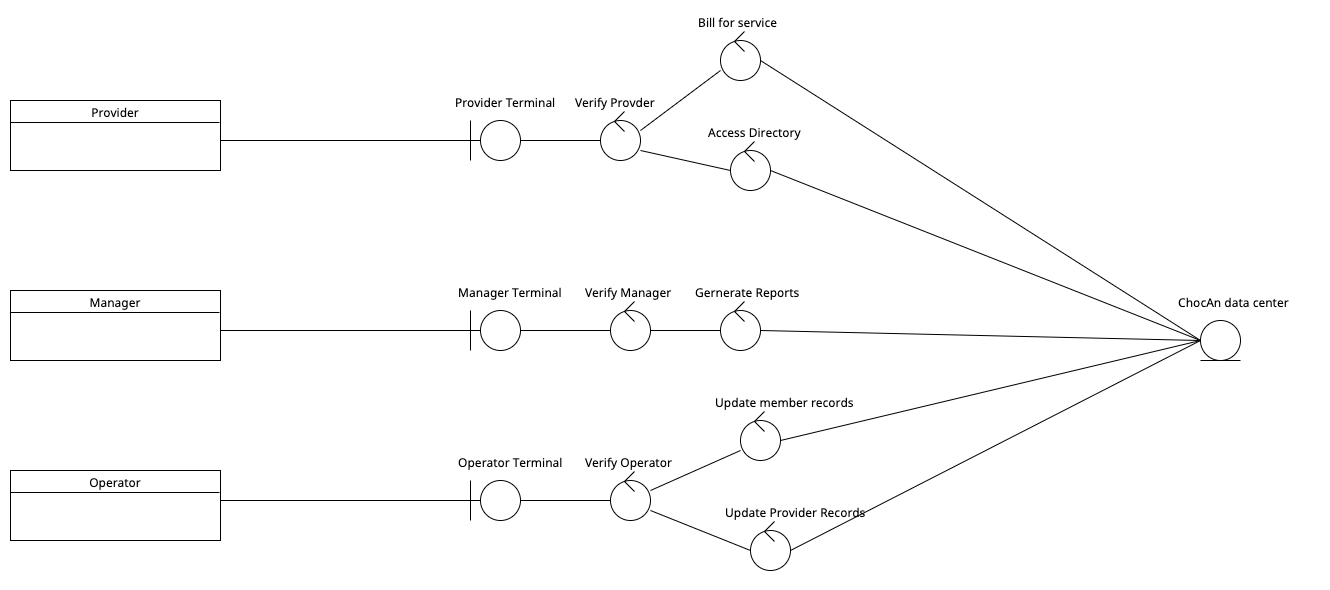 Bill for service
Provider
Provider Terminal
Verify Provder
Access Directory
Manager
Manager Terminal
Verify Manager
Gernerate Reports
ChocAn data center
Update member records
Operator
Operator Terminal
Verify Operator
Update Provider Records